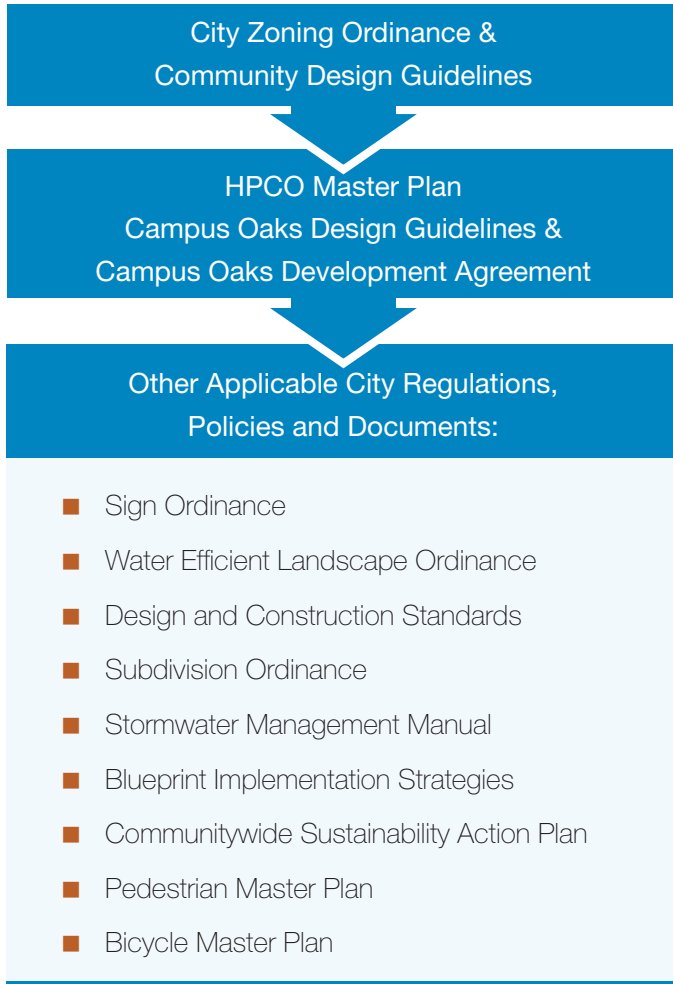 City Zoning Ordinance &
Community Design Guidelines
HPCO Master Plan
Campus Oaks Design Guidelines &
Campus Oaks Development Agreement
Other Applicable City Regulations,
Policies and Documents:
Sign Ordinance
Water Efficient Landscape Ordinance
Design and Construction Standards
Subdivision Ordinance
Stormwater Management Manual
Blueprint Implementation Strategies
Communitywide Sustainability Action Plan
Pedestrian Master Plan
Bicycle Master Plan